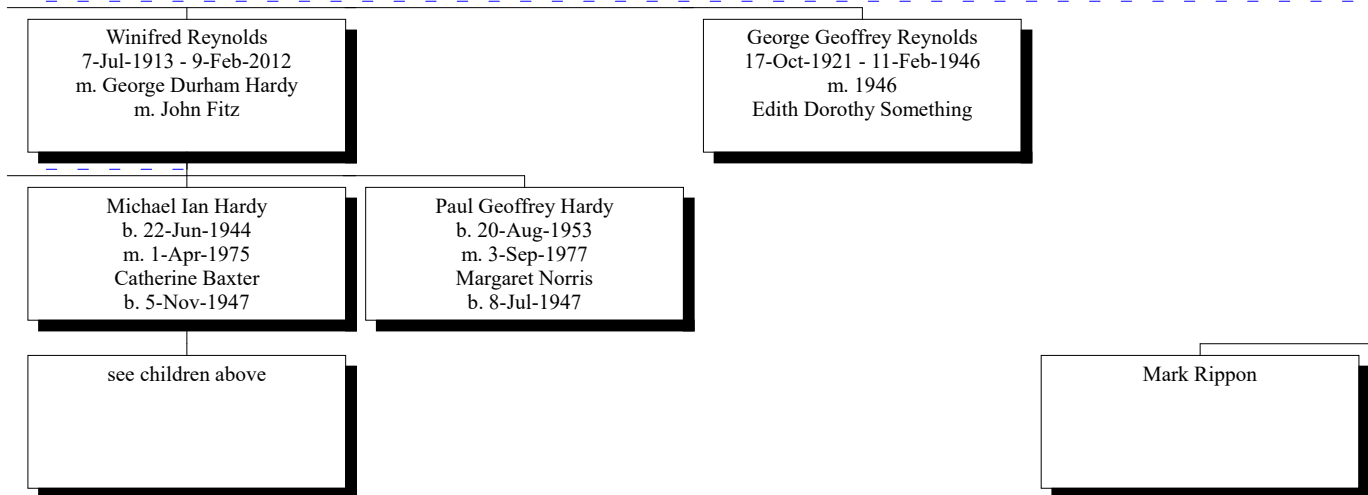 Winifred Reynolds
7-Jul-1913 - 9-Feb-2012
m. George Durham Hardy
m. John Fitz
George Geoffrey Reynolds
17-Oct-1921 - 11-Feb-1946
m. 1946
Edith Dorothy Something
Michael Ian Hardy
b. 22-Jun-1944
m. 1-Apr-1975
Catherine Baxter
b. 5-Nov-1947
Paul Geoffrey Hardy
b. 20-Aug-1953
m. 3-Sep-1977
Margaret Norris
b. 8-Jul-1947
see children above
Mark Rippon